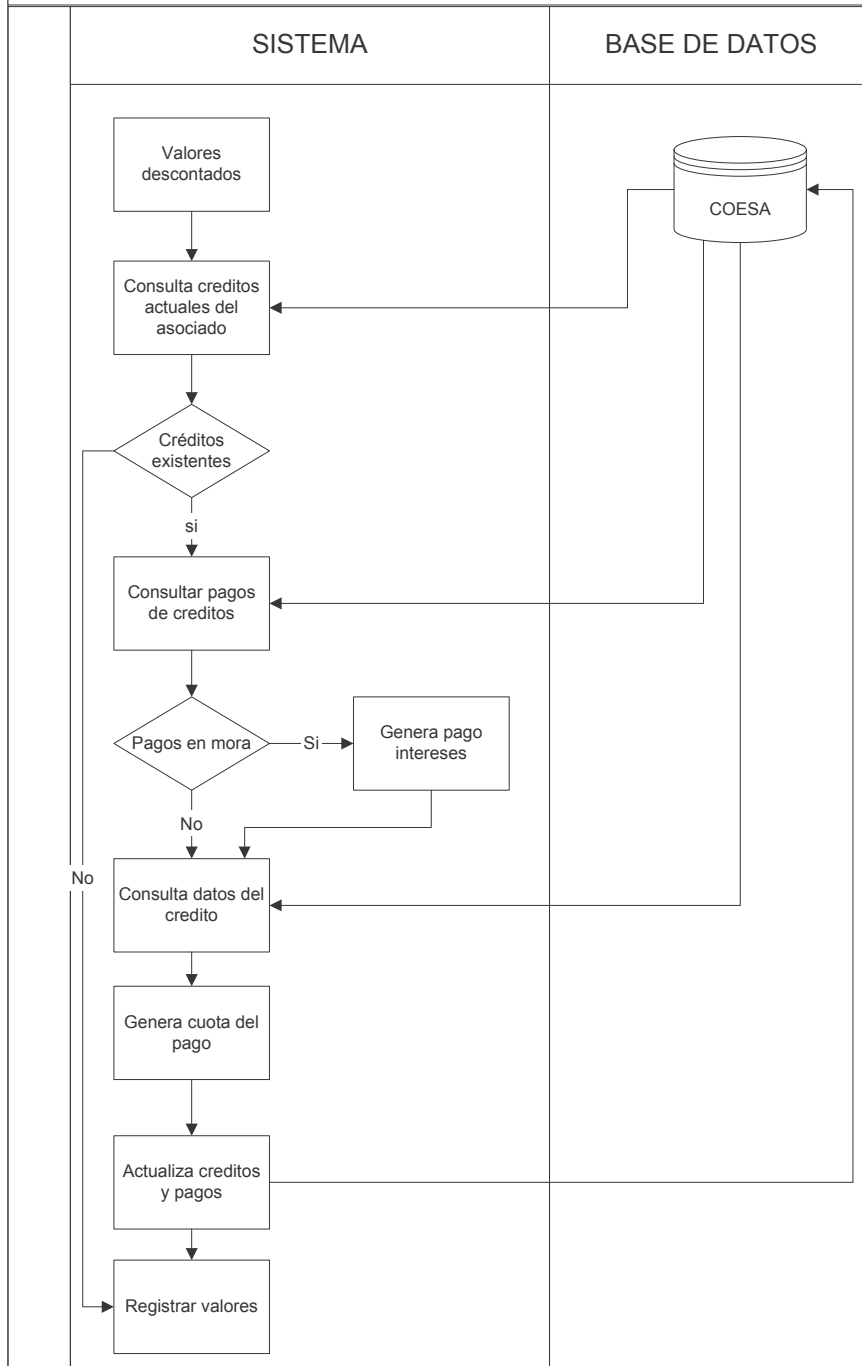 SISTEMA
BASE DE DATOS
Valores
descontados
COESA
Consulta creditos
actuales del
asociado
Créditos
existentes
si
Consultar pagos
de creditos
Pagos en mora
Si
Genera pago
intereses
No
No
Consulta datos del
credito
Genera cuota del
pago
Actualiza creditos
y pagos
Registrar valores